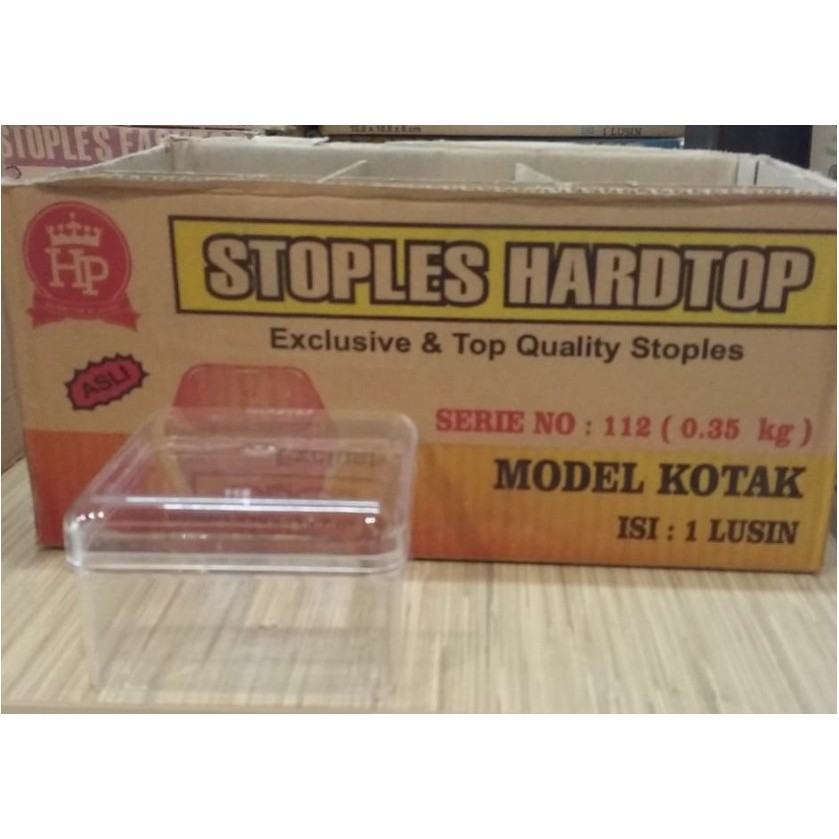 STOPLES
1 LUSIN
HP
STOPLES HARDTOP
Exclusive & Top Quality Stoples
ASLI
SERIE NO : 112 ( 0.35 kg )
MODEL KOTAK
ISI : 1 LUSIN
112